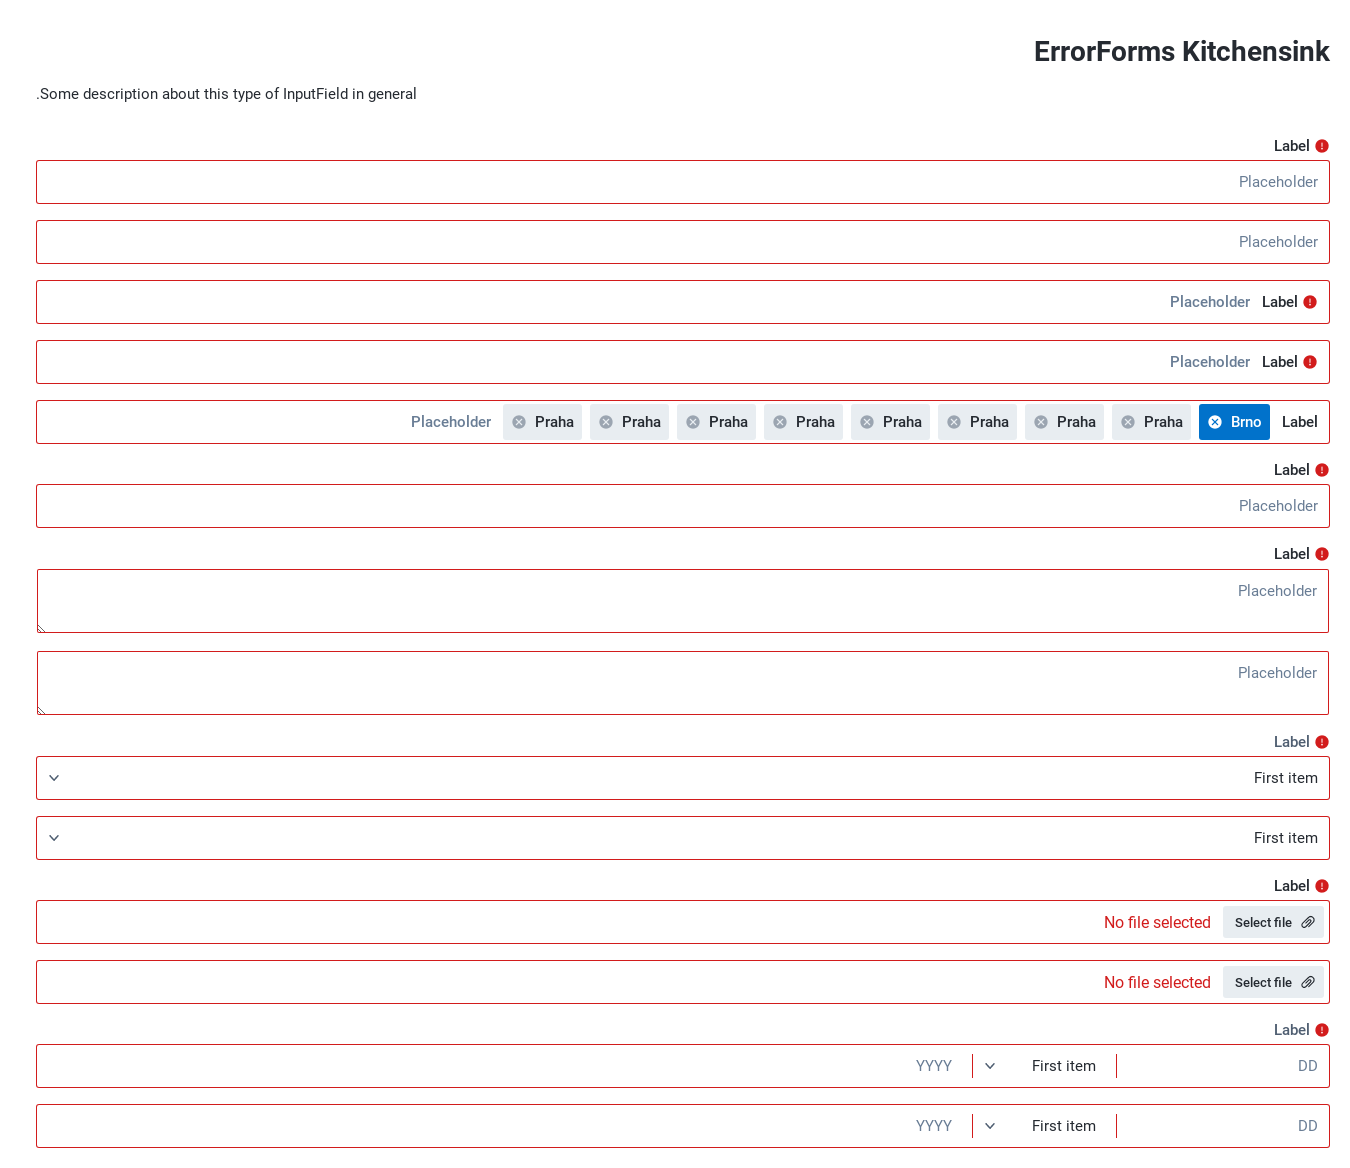 ErrorForms Kitchensink
.Some description about this type of InputField in general
Label
Placeholder
Placeholder
Label Placeholder
Label Placeholder
Label Brno Praha Praha Praha Praha Praha Praha Praha Praha Placeholder
Label
Placeholder
Label
Placeholder
Placeholder
Label
First item
First item
Label
Select file No file selected
Select file No file selected
Label
DD First item YYYY
DD First item YYYY